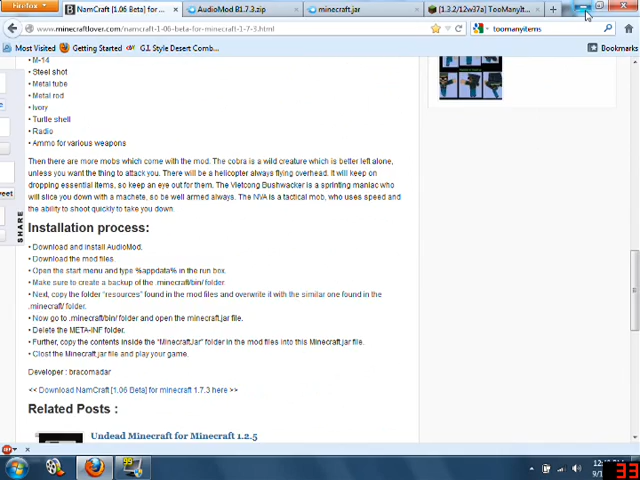 Firefox
NamCraft [1.06 Beta] for Minecraft 1.7.3 ...
AudioMod B1.7.3.zip
minecraft.jar
[1.3.2/12w37a] TooManyIt...
www.minecraftlover.com/namcraft-1-06-beta-for-minecraft-1-7-3.html
toomanyitems
Most Visited
Getting Started
G.I. Style Desert Combat...
Bookmarks
• M-14
• Steel shot
• Metal tube
• Metal rod
• Ivory
• Turtle shell
• Radio
• Ammo for various weapons
Then there are more mobs which come with the mod. The cobra is a wild creature which is better left alone,
unless you want the thing to attack you. There will be a helicopter always flying overhead. It will keep on
dropping essential items, so keep an eye out for them. The Vietcong Bushwacker is a sprinting maniac who
will slice you down with a machete, so be well armed always. The NVA is a tactical mob, who uses speed and
the ability to shoot quickly to take you down.
weet
SHARE
Installation process:
• Download and install AudioMod.
• Download the mod files.
• Open the start menu and type %appdata% in the run box.
• Make sure to create a backup of the .minecraft/bin/ folder.
• Next, copy the folder "resources" found in the mod files and overwrite it with the similar one found in the
.minecraft/ folder.
• Now go to .minecraft/bin/ folder and open the minecraft.jar file.
• Delete the META-INF folder.
• Further, copy the contents inside the "MinecraftJar" folder in the mod files into this Minecraft.jar file.
• Clost the Minecraft.jar file and play your game.
Developer : bracomadar
<< Download NamCraft [1.06 Beta] for minecraft 1.7.3 here >>
Related Posts :
Undead Minecraft for Minecraft 1.2.5
99
33